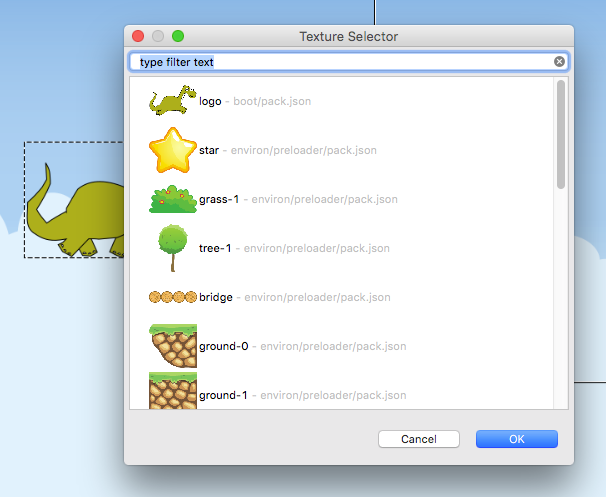 Texture Selector
type filter text
logo - boot/pack.json
star - environ/preloader/pack.json
grass-1 - environ/preloader/pack.json
tree-1 - environ/preloader/pack.json
bridge - environ/preloader/pack.json
ground-0 - environ/preloader/pack.json
ground-1 - environ/preloader/pack.json
Cancel OK